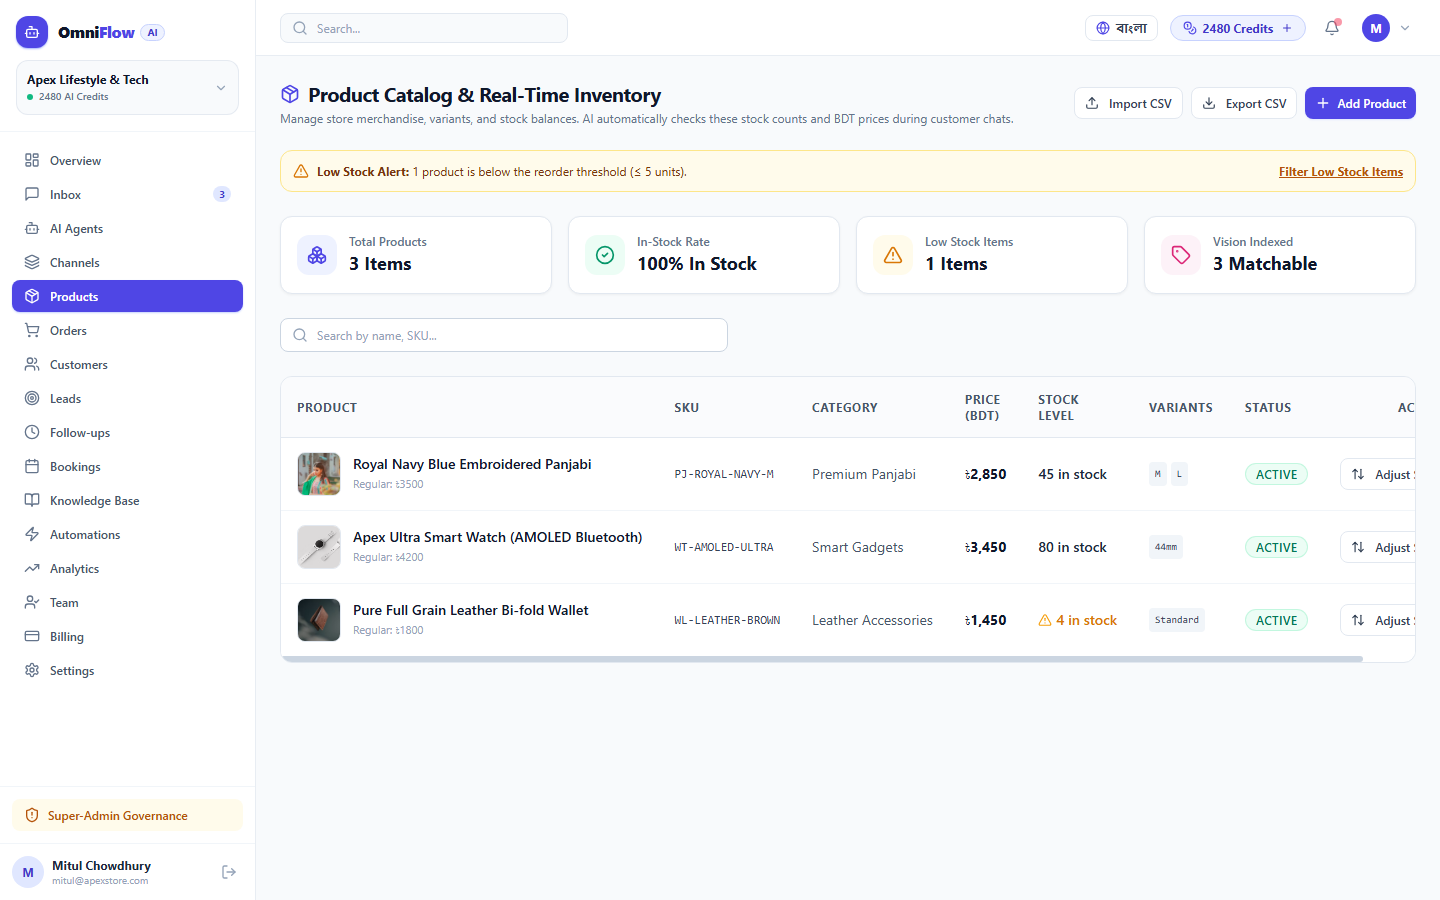 OmniFlow AI
Apex Lifestyle & Tech
2480 AI Credits
Overview
Inbox 3
AI Agents
Channels
Products
Orders
Customers
Leads
Follow-ups
Bookings
Knowledge Base
Automations
Analytics
Team
Billing
Settings
Super-Admin Governance
M Mitul Chowdhury
mitul@apexstore.com
Search... বাংলা 2480 Credits + M
Product Catalog & Real-Time Inventory
Manage store merchandise, variants, and stock balances. AI automatically checks these stock counts and BDT prices during customer chats.
Import CSV Export CSV + Add Product
Low Stock Alert: 1 product is below the reorder threshold (≤ 5 units). Filter Low Stock Items
Total Products
3 Items
In-Stock Rate
100% In Stock
Low Stock Items
1 Items
Vision Indexed
3 Matchable
Search by name, SKU...
PRODUCT SKU CATEGORY PRICE (BDT) STOCK LEVEL VARIANTS STATUS AC
Royal Navy Blue Embroidered Panjabi PJ-ROYAL-NAVY-M Premium Panjabi ৳2,850 45 in stock M L ACTIVE Adjust
Regular: ৳3500
Apex Ultra Smart Watch (AMOLED Bluetooth) WT-AMOLED-ULTRA Smart Gadgets ৳3,450 80 in stock 44mm ACTIVE Adjust
Regular: ৳4200
Pure Full Grain Leather Bi-fold Wallet WL-LEATHER-BROWN Leather Accessories ৳1,450 4 in stock Standard ACTIVE Adjust
Regular: ৳1800